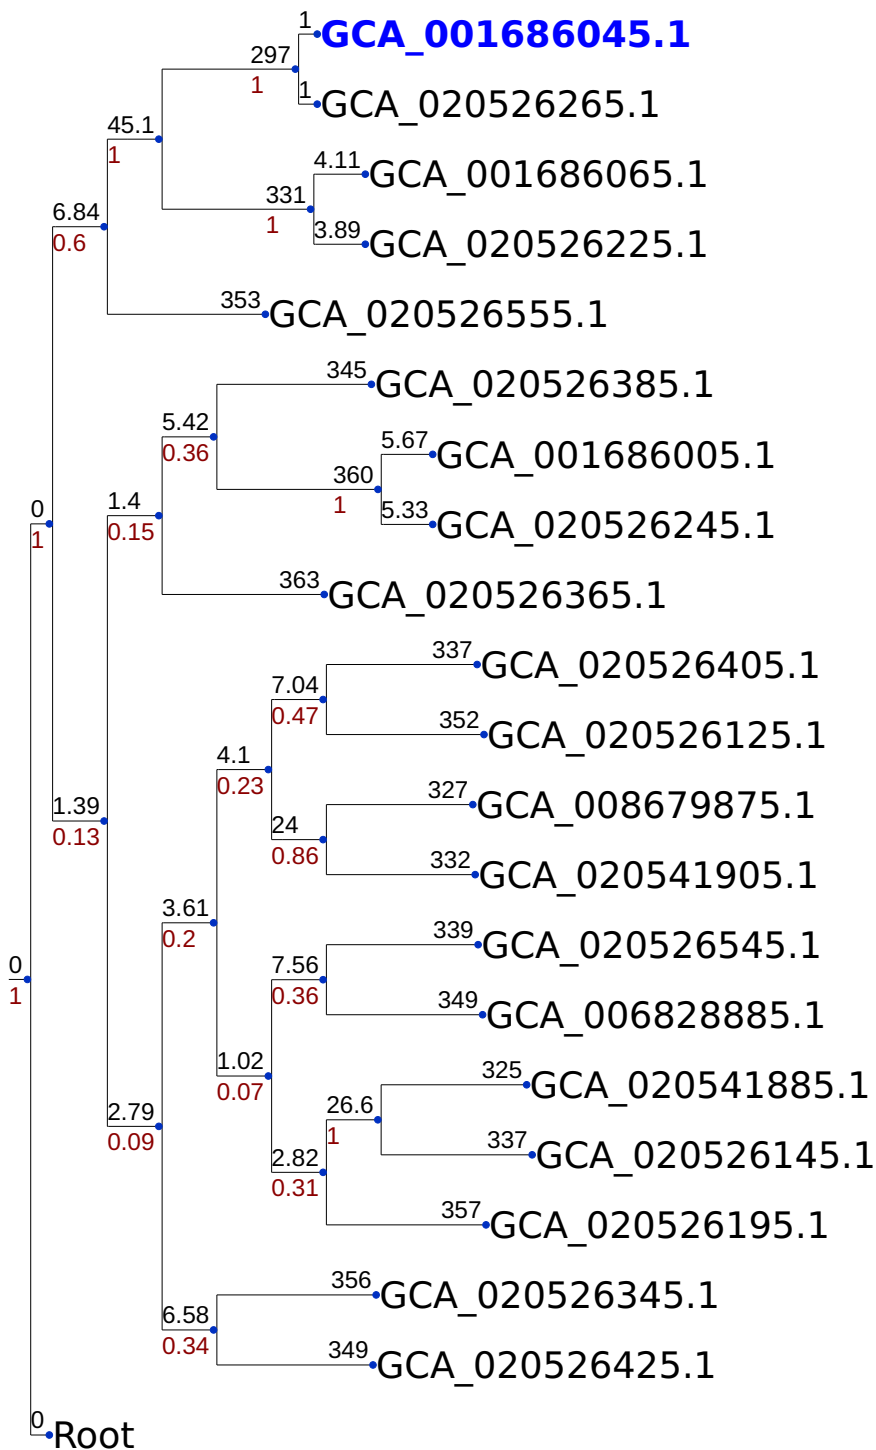 1
GCA_001686045.1
297
1
1
GCA_020526265.1
45.1
1
4.11
GCA_001686065.1
331
1
3.89
GCA_020526225.1
6.84
0.6
353
GCA_020526555.1
345
GCA_020526385.1
5.42
0.36
5.67
GCA_001686005.1
360
1
5.33
GCA_020526245.1
0
1
1.4
0.15
363
GCA_020526365.1
337
GCA_020526405.1
7.04
0.47
352
GCA_020526125.1
4.1
0.23
327
GCA_008679875.1
1.39
0.13
24
0.86
332
GCA_020541905.1
3.61
0.2
339
GCA_020526545.1
0
1
7.56
0.36
349
GCA_006828885.1
1.02
0.07
325
GCA_020541885.1
2.79
0.09
26.6
1
337
GCA_020526145.1
2.82
0.31
357
GCA_020526195.1
356
GCA_020526345.1
6.58
0.34
349
GCA_020526425.1
0
Root